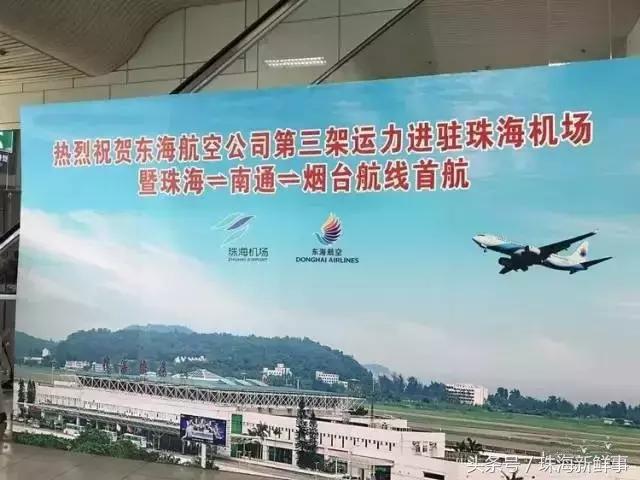 热烈祝贺东海航空公司第三架运力进驻珠海机场
暨珠海⇌南通⇌烟台航线首航
珠海机场
ZHUHAI AIRPORT
东海航空
DONGHAI AIRLINES
头条号／珠海新鲜事